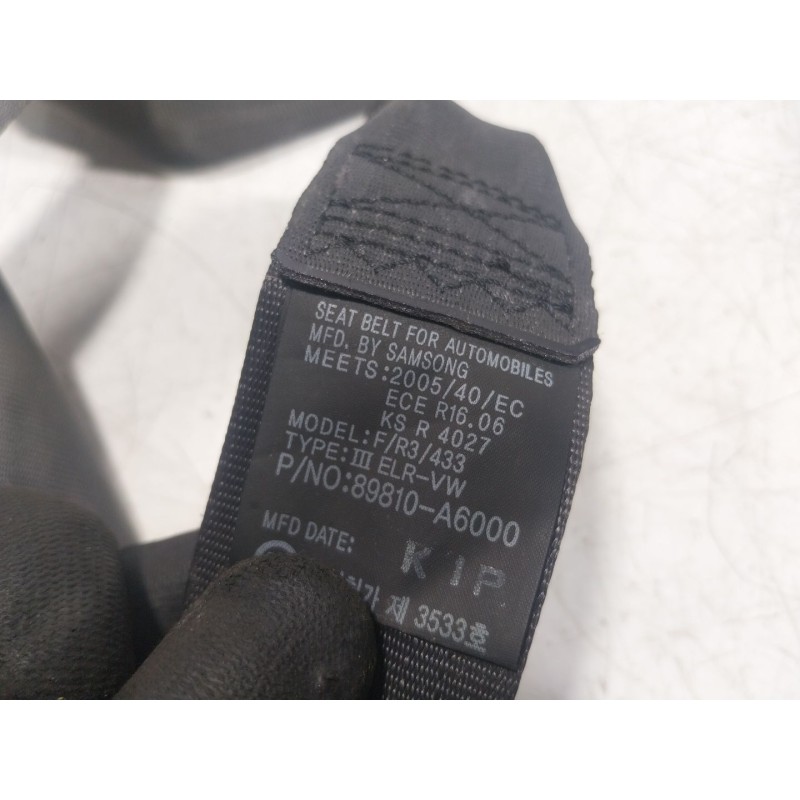 SEAT BELT FOR AUTOMOBILES
MFD. BY SAMSONG
MEETS:2005/40/EC
ECE R16.06
KS R 4027
MODEL:F/R3/433
TYPE:Ⅲ ELR-VW
P/NO:89810-A6000
MFD DATE: K1P
제 3533호